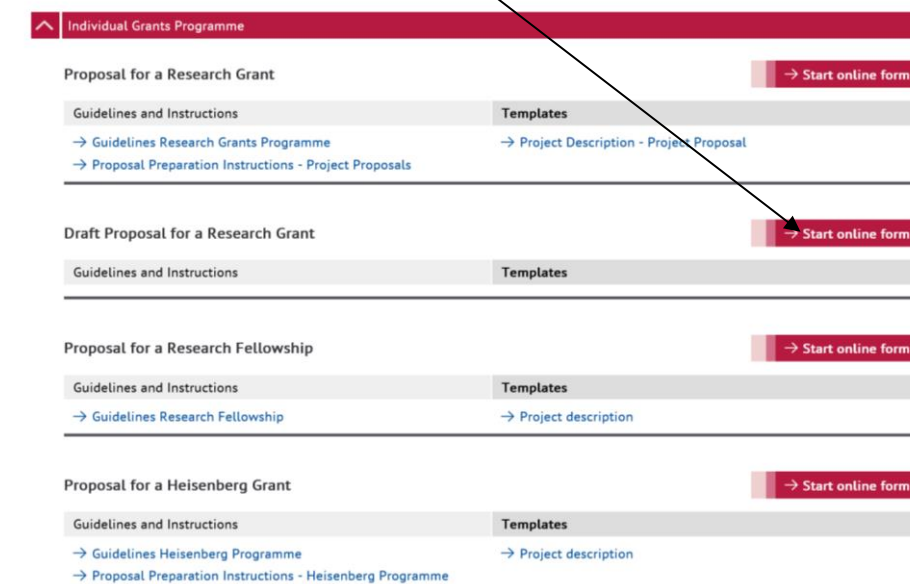 Individual Grants Programme
Proposal for a Research Grant → Start online form
Guidelines and Instructions Templates
→ Guidelines Research Grants Programme → Project Description - Project Proposal
→ Proposal Preparation Instructions - Project Proposals
Draft Proposal for a Research Grant → Start online form
Guidelines and Instructions Templates
Proposal for a Research Fellowship → Start online form
Guidelines and Instructions Templates
→ Guidelines Research Fellowship → Project description
Proposal for a Heisenberg Grant → Start online form
Guidelines and Instructions Templates
→ Guidelines Heisenberg Programme → Project description
→ Proposal Preparation Instructions - Heisenberg Programme